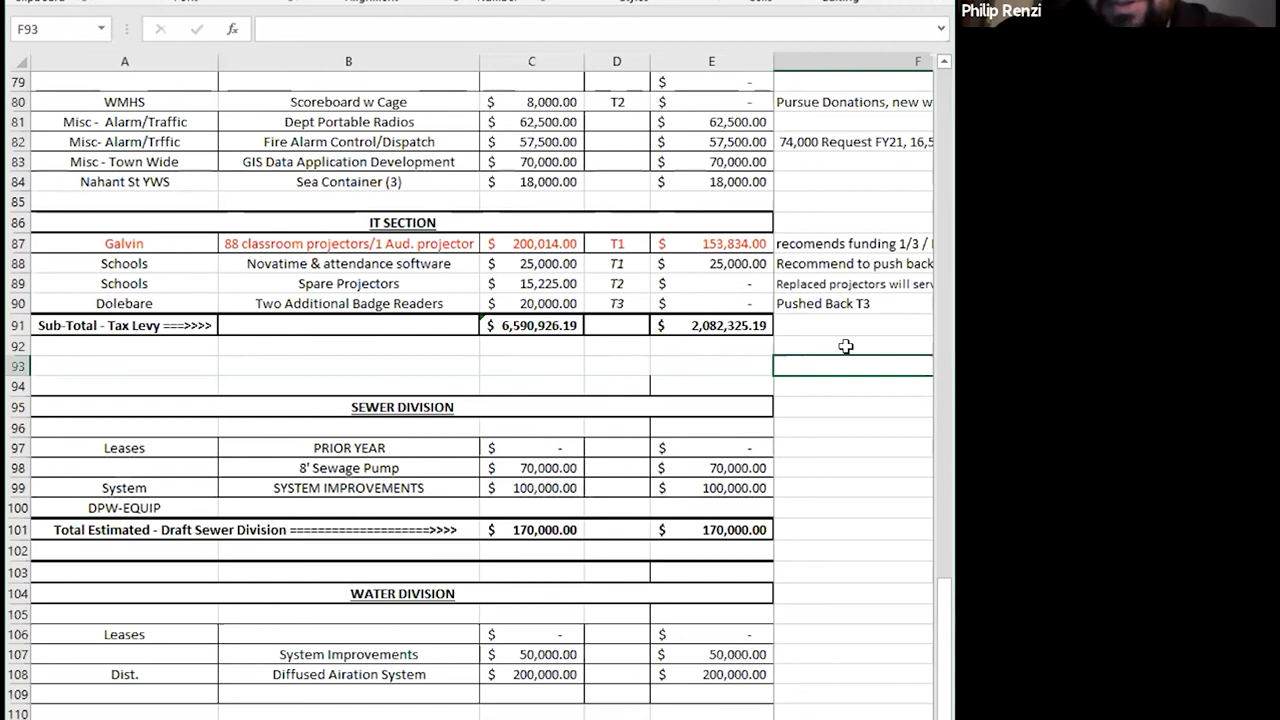 Philip Renzi
F93
fx
A B C D E F
79 $ -
80 WMHS Scoreboard w Cage $ 8,000.00 T2 $ - Pursue Donations, new w
81 Misc - Alarm/Traffic Dept Portable Radios $ 62,500.00 $ 62,500.00
82 Misc- Alarm/Trffic Fire Alarm Control/Dispatch $ 57,500.00 $ 57,500.00 74,000 Request FY21, 16,5
83 Misc - Town Wide GIS Data Application Development $ 70,000.00 $ 70,000.00
84 Nahant St YWS Sea Container (3) $ 18,000.00 $ 18,000.00
85
86 IT SECTION
87 Galvin 88 classroom projectors/1 Aud. projector $ 200,014.00 T1 $ 153,834.00 recomends funding 1/3 /
88 Schools Novatime & attendance software $ 25,000.00 T1 $ 25,000.00 Recommend to push back
89 Schools Spare Projectors $ 15,225.00 T2 $ - Replaced projectors will serv
90 Dolebare Two Additional Badge Readers $ 20,000.00 T3 $ - Pushed Back T3
91 Sub-Total - Tax Levy ===>>>> $ 6,590,926.19 $ 2,082,325.19
92
93
94
95 SEWER DIVISION
96
97 Leases PRIOR YEAR $ - $ -
98 8' Sewage Pump $ 70,000.00 $ 70,000.00
99 System SYSTEM IMPROVEMENTS $ 100,000.00 $ 100,000.00
100 DPW-EQUIP
101 Total Estimated - Draft Sewer Division ===================>>>> $ 170,000.00 $ 170,000.00
102
103
104 WATER DIVISION
105
106 Leases $ - $ -
107 System Improvements $ 50,000.00 $ 50,000.00
108 Dist. Diffused Airation System $ 200,000.00 $ 200,000.00
109
110